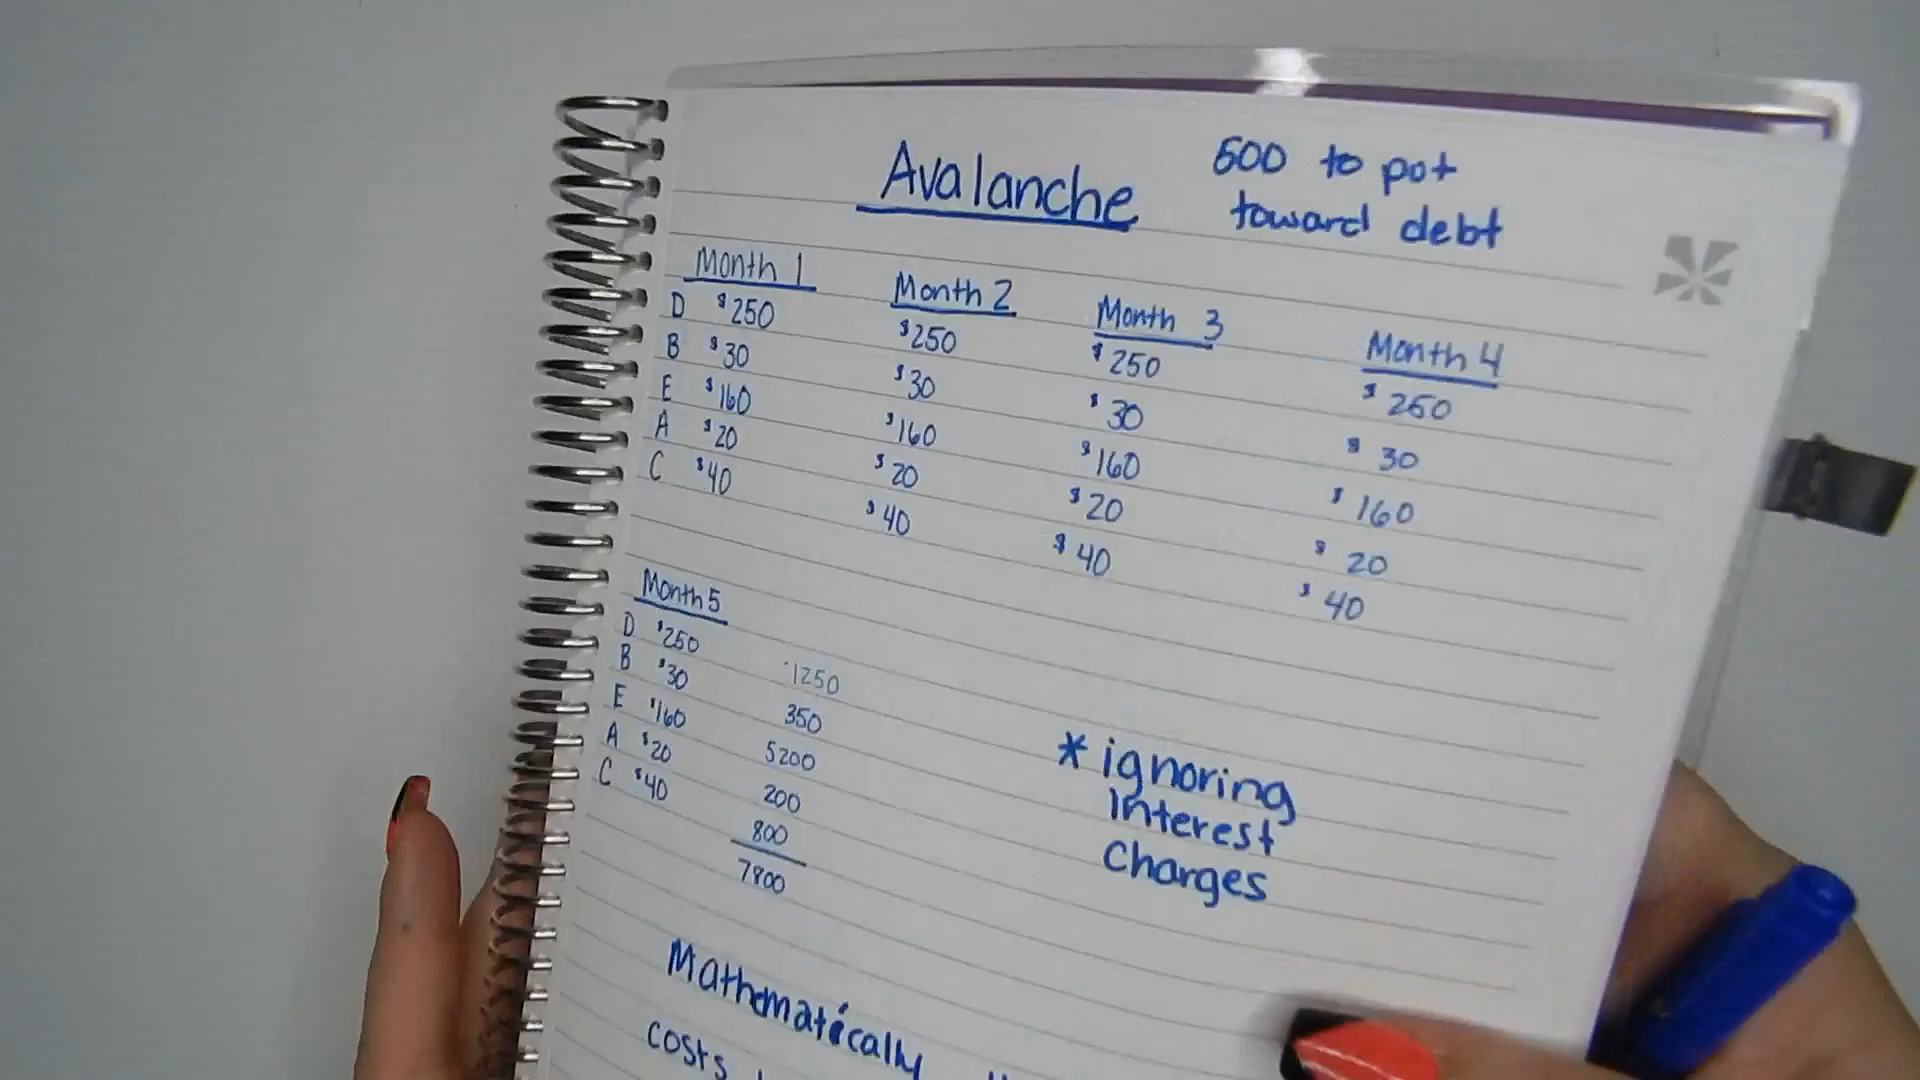 Avalanche
500 to pot
toward debt
Month 1
D $250
B $30
E $160
A $20
C $40
Month 2
$250
$30
$160
$20
$40
Month 3
$250
$30
$160
$20
$40
Month 4
$250
$30
$160
$20
$40
Month 5
D $250
B $30
E $160
A $20
C $40
1250
350
5200
200
800
7800
* ignoring
interest
charges
Mathematically
costs